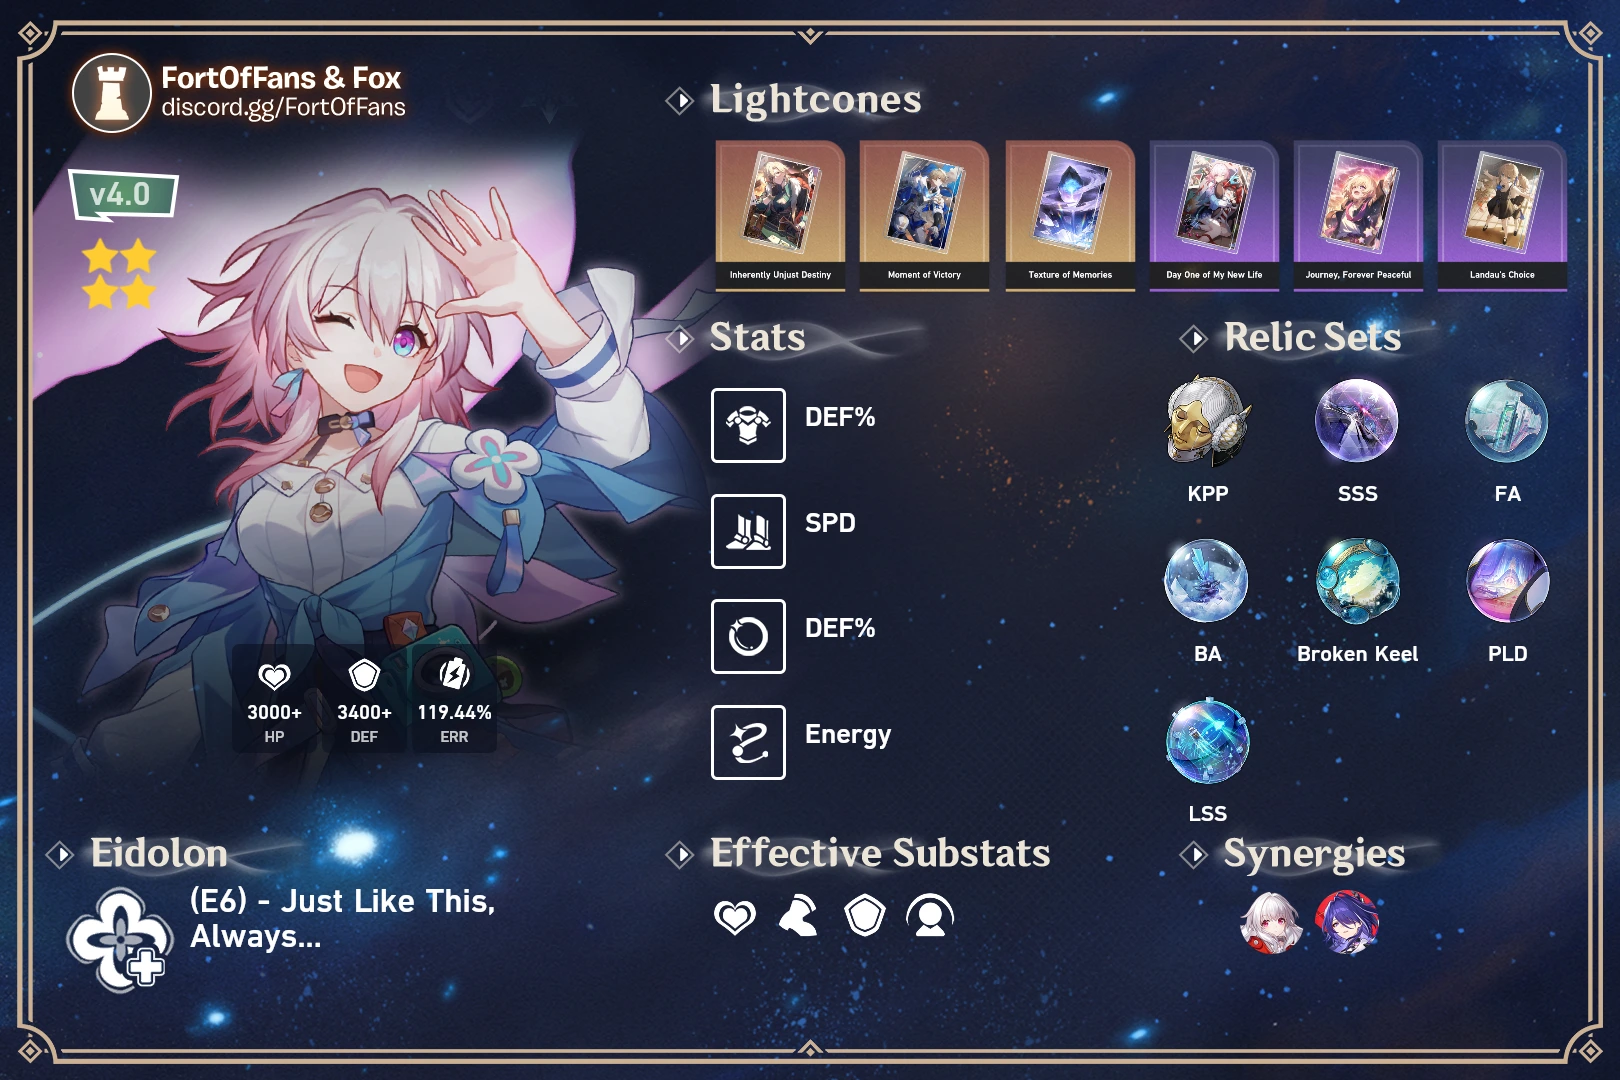 FortOfFans & Fox
discord.gg/FortOfFans
v4.0
3000+
HP
3400+
DEF
119.44%
ERR
Eidolon
(E6) - Just Like This,
Always...
Lightcones
Inherently Unjust Destiny
Moment of Victory
Texture of Memories
Day One of My New Life
Journey, Forever Peaceful
Landau's Choice
Stats
DEF%
SPD
DEF%
Energy
Relic Sets
KPP
SSS
FA
BA
Broken Keel
PLD
LSS
Effective Substats
Synergies